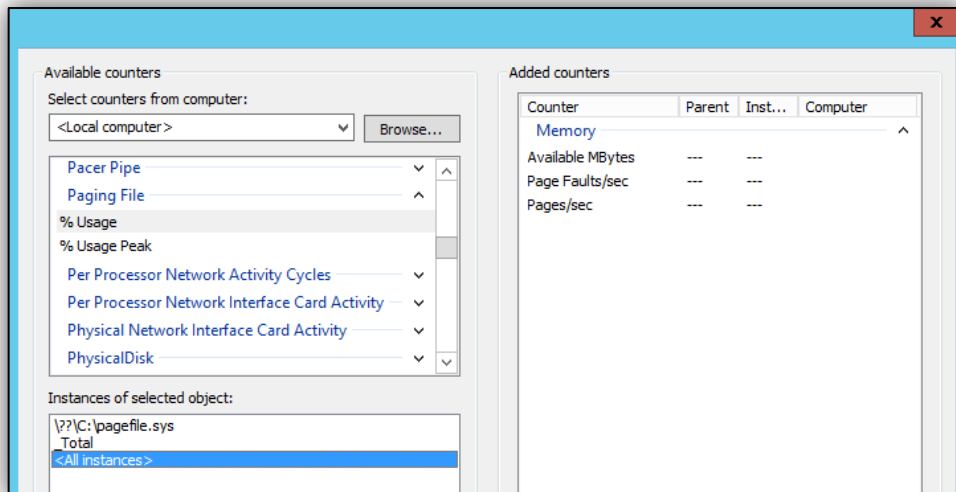 x
Available counters
Select counters from computer:
<Local computer>
Browse...
Pacer Pipe
Paging File
% Usage
% Usage Peak
Per Processor Network Activity Cycles
Per Processor Network Interface Card Activity
Physical Network Interface Card Activity
PhysicalDisk
Instances of selected object:
\??\C:\pagefile.sys
_Total
<All instances>
Added counters
Counter Parent Inst... Computer
Memory
Available MBytes --- ---
Page Faults/sec --- ---
Pages/sec --- ---